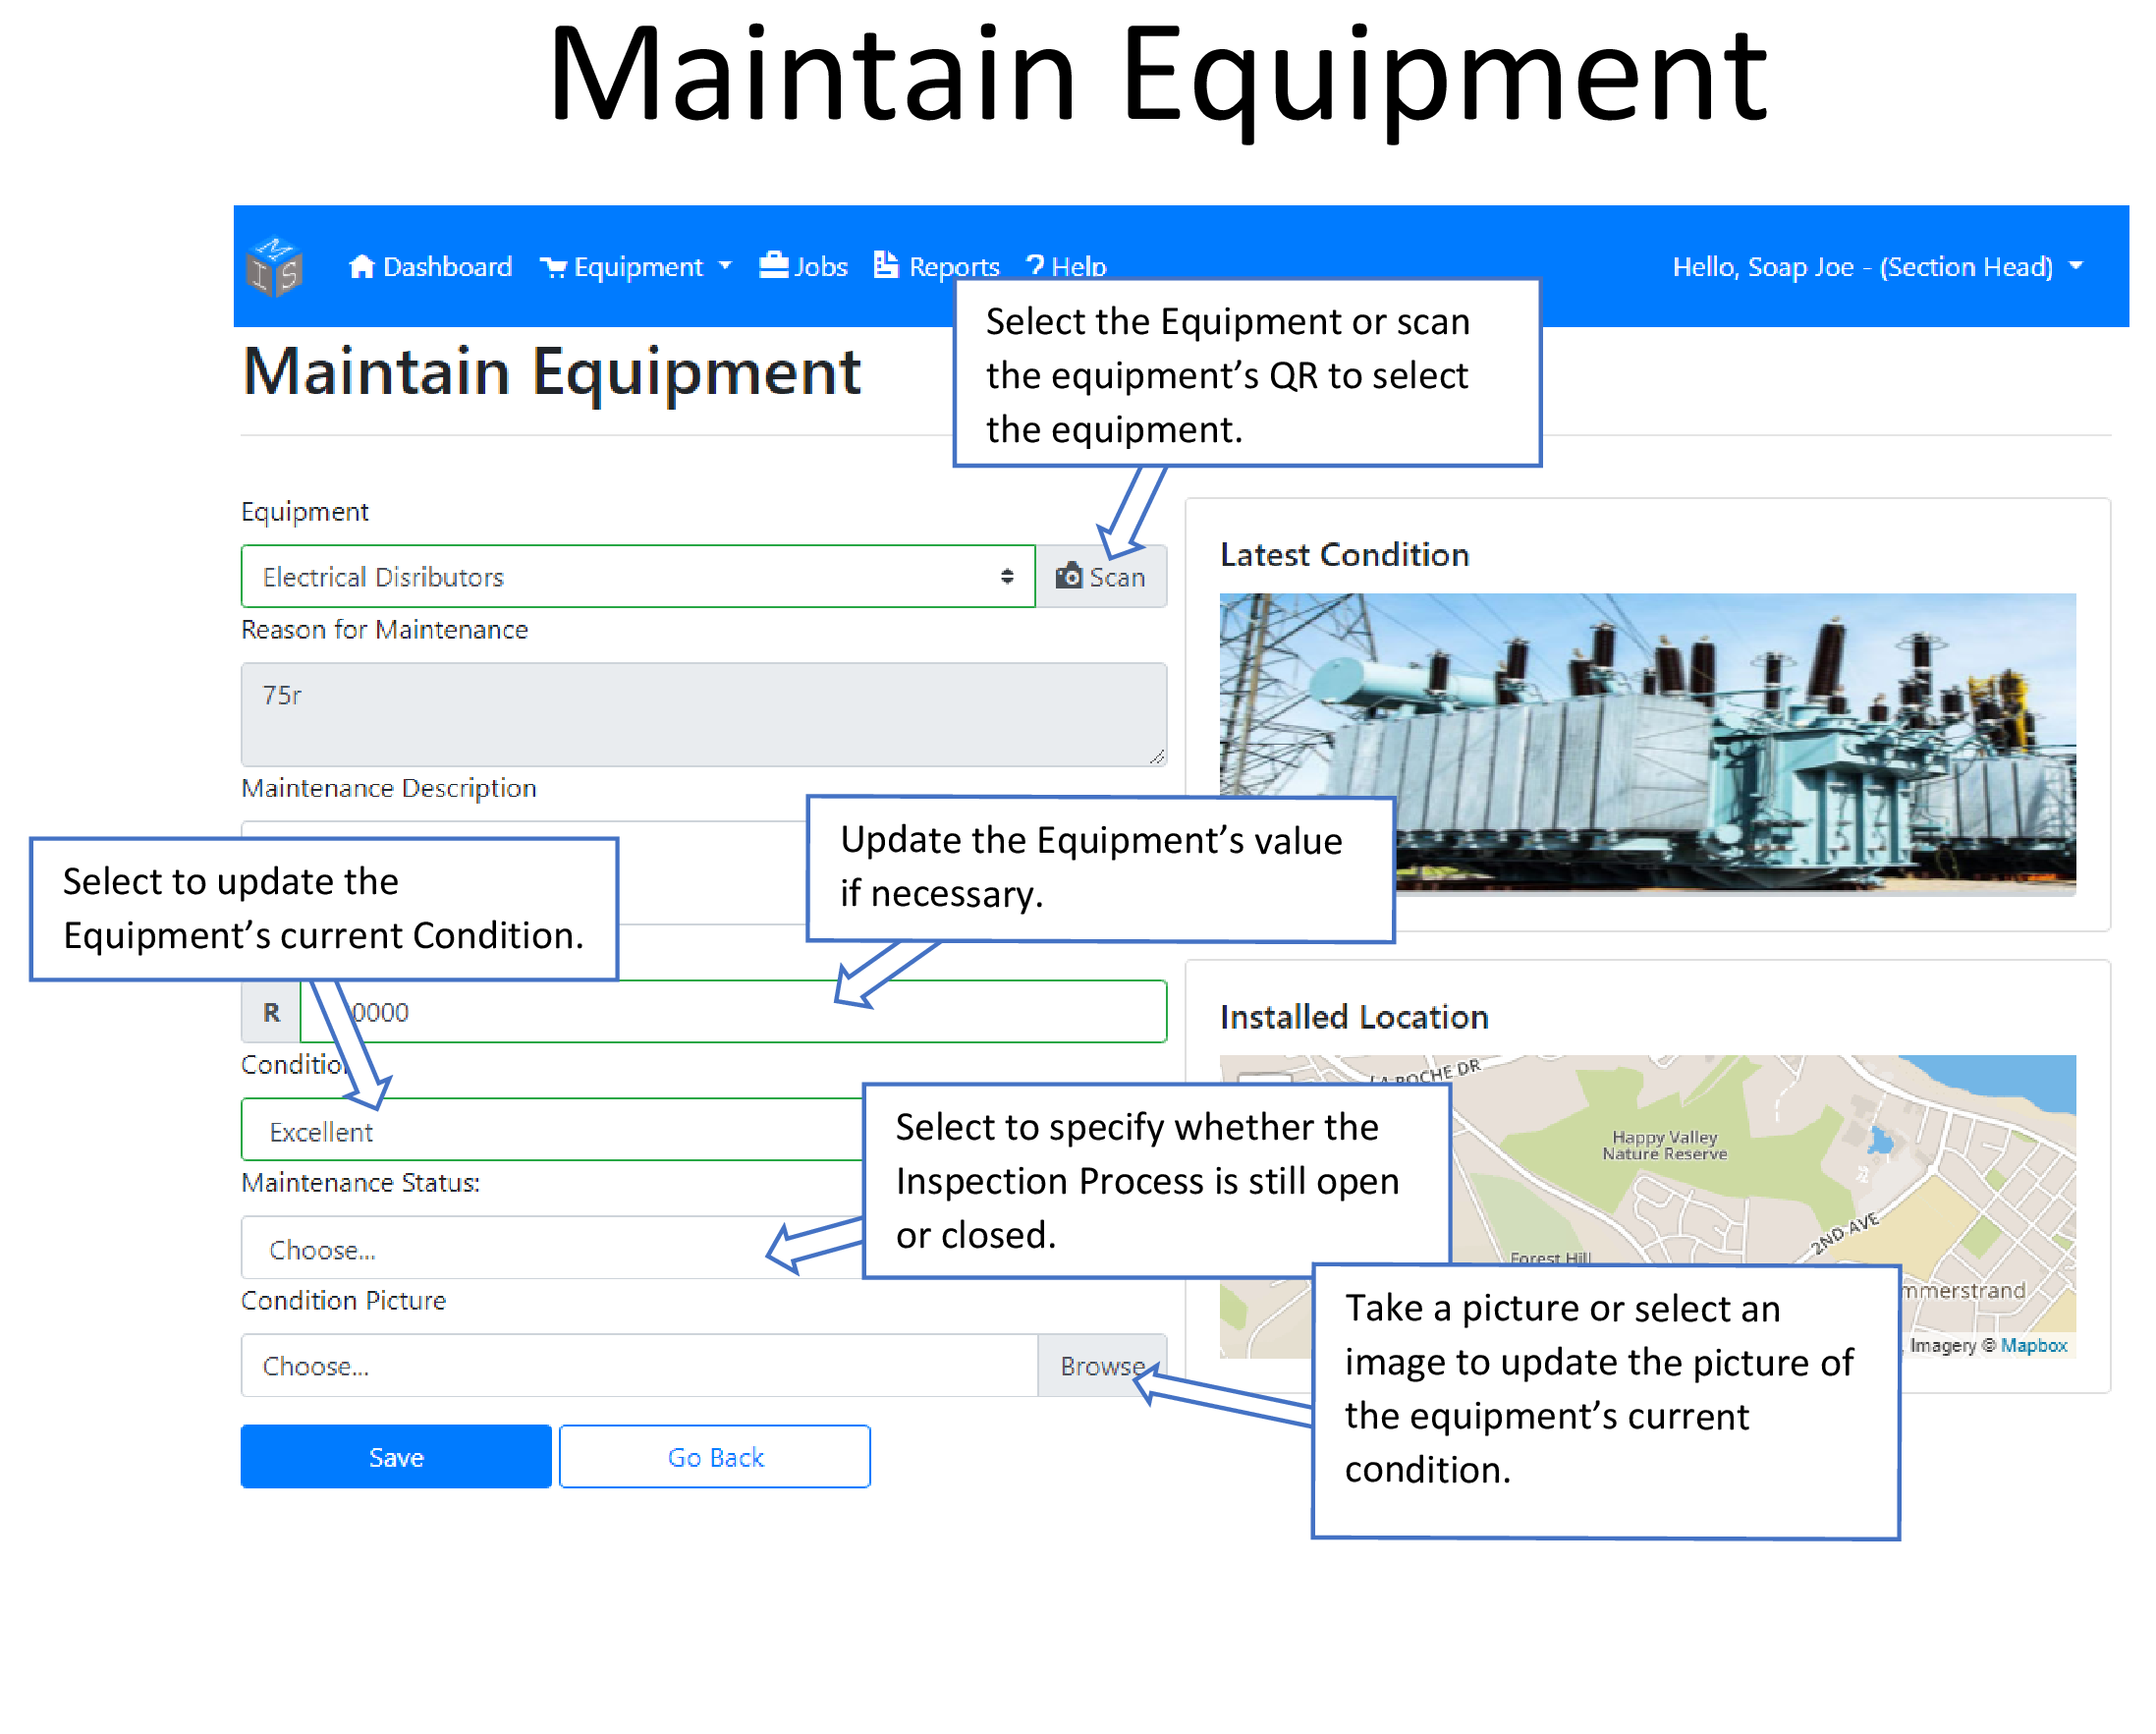 Maintain Equipment
MIS
Dashboard Equipment Jobs Reports ? Help
Hello, Soap Joe - (Section Head)
Maintain Equipment
Select the Equipment or scan
the equipment's QR to select
the equipment.
Equipment
Electrical Disributors
Scan
Reason for Maintenance
75r
Maintenance Description
Select to update the
Equipment's current Condition.
Update the Equipment's value
if necessary.
R
0000
Condition
Excellent
Maintenance Status:
Choose...
Select to specify whether the
Inspection Process is still open
or closed.
Condition Picture
Choose...
Browse
Take a picture or select an
image to update the picture of
the equipment's current
condition.
Save
Go Back
Latest Condition
Installed Location
LA ROCHE DR
Happy Valley
Nature Reserve
2ND AVE
Forest Hill
mmerstrand
Imagery © Mapbox